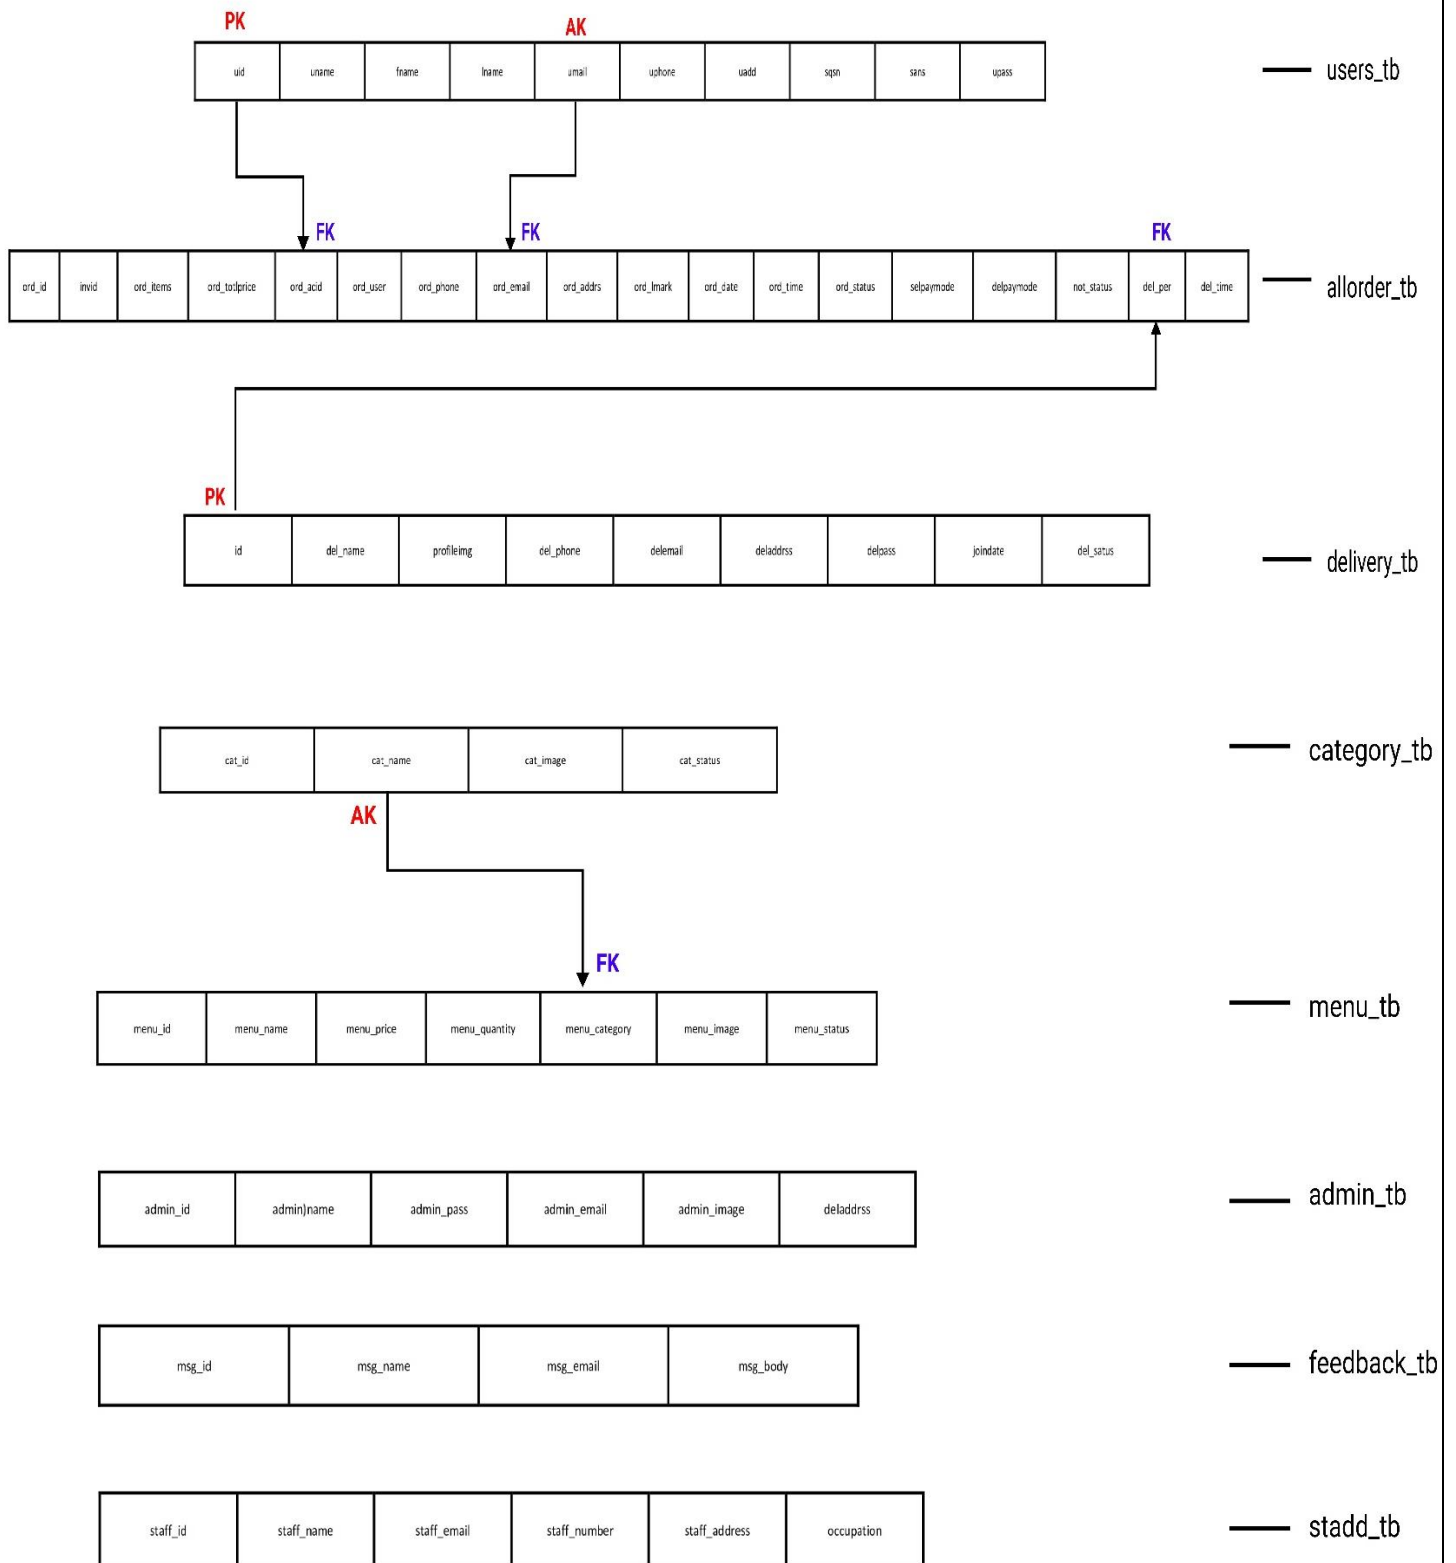 PK AK
uid uname fname lname umail uphone uadd sqsn sans upass users_tb
FK FK FK
ord_id invid ord_items ord_totlprice ord_acid ord_user ord_phone ord_email ord_addrs ord_lmark ord_date ord_time ord_status selpaymode delpaymode not_status del_per del_time allorder_tb
PK
id del_name profileimg del_phone delemail deladdrss delpass joindate del_satus delivery_tb
cat_id cat_name cat_image cat_status category_tb
AK
FK
menu_id menu_name menu_price menu_quantity menu_category menu_image menu_status menu_tb
admin_id admin)name admin_pass admin_email admin_image deladdrss admin_tb
msg_id msg_name msg_email msg_body feedback_tb
staff_id staff_name staff_email staff_number staff_address occupation stadd_tb